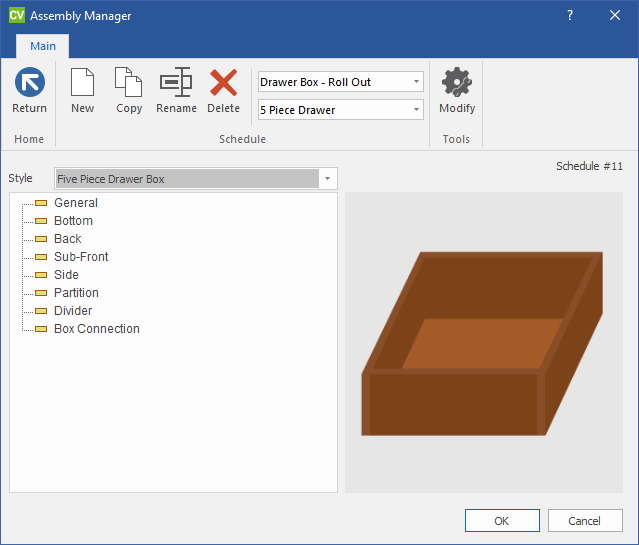 CV Assembly Manager ?
Main
Return
New
Copy
Rename
Delete
Drawer Box - Roll Out
5 Piece Drawer
Modify
Home
Schedule
Tools
Schedule #11
Style
Five Piece Drawer Box
General
Bottom
Back
Sub-Front
Side
Partition
Divider
Box Connection
OK
Cancel